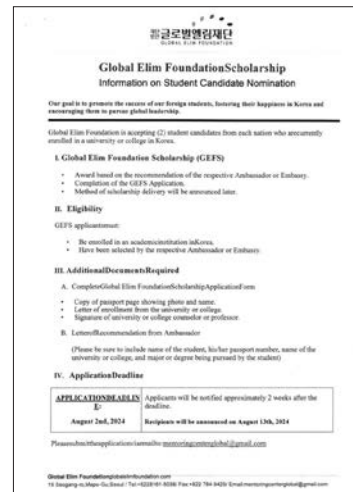 글로벌엘림재단
GLOBAL ELIM FOUNDATION
Global Elim FoundationScholarship
Information on Student Candidate Nomination
Our goal is to promote the success of our foreign students, fostering their happiness in Korea and
encouraging them to pursue global leadership.
Global Elim Foundation is accepting (2) student candidates from each nation who arecurrently
enrolled in a university or college in Korea.
I. Global Elim Foundation Scholarship (GEFS)
• Award based on the recommendation of the respective Ambassador or Embassy.
• Completion of the GEFS Application.
• Method of scholarship delivery will be announced later.
II. Eligibility
GEFS applicantsmust:
• Be enrolled in an academicinstitution inKorea.
• Have been selected by the respective Ambassador or Embassy.
III. AdditionalDocumentsRequired
A. CompleteGlobal Elim FoundationScholarshipApplicationForm
• Copy of passport page showing photo and name.
• Letter of enrollment from the university or college.
• Signature of university or college counselor or professor.
B. LetterofRecommendation from Ambassador
(Please be sure to include name of the student, his/her passport number, name of the
university or college, and major or degree being pursued by the student)
IV. ApplicationDeadline
APPLICATIONDEADLIN
E:
August 2nd, 2024
Applicants will be notified approximately 2 weeks after the
deadline.
Recipients will be announced on August 13th, 2024
Pleasesubmittheapplicationviaemailto:mentoringcenterglobal@gmail.com
Global Elim Foundationglobalelimfoundation.com